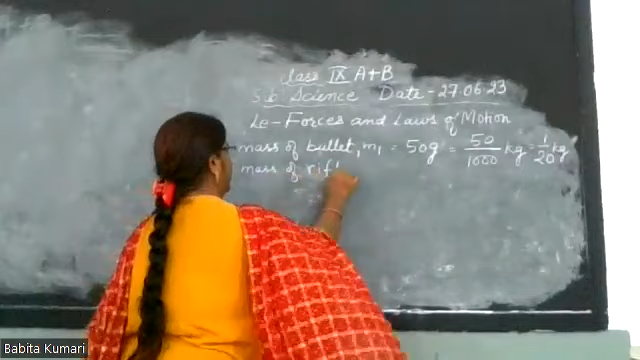 Class IX A+B
Sub Science Date - 27.06.23
Le - Forces and Laws of Motion
mass of bullet, m₁ = 50g = 50/1000 kg = 1/20 kg
mass of rif
Babita Kumari